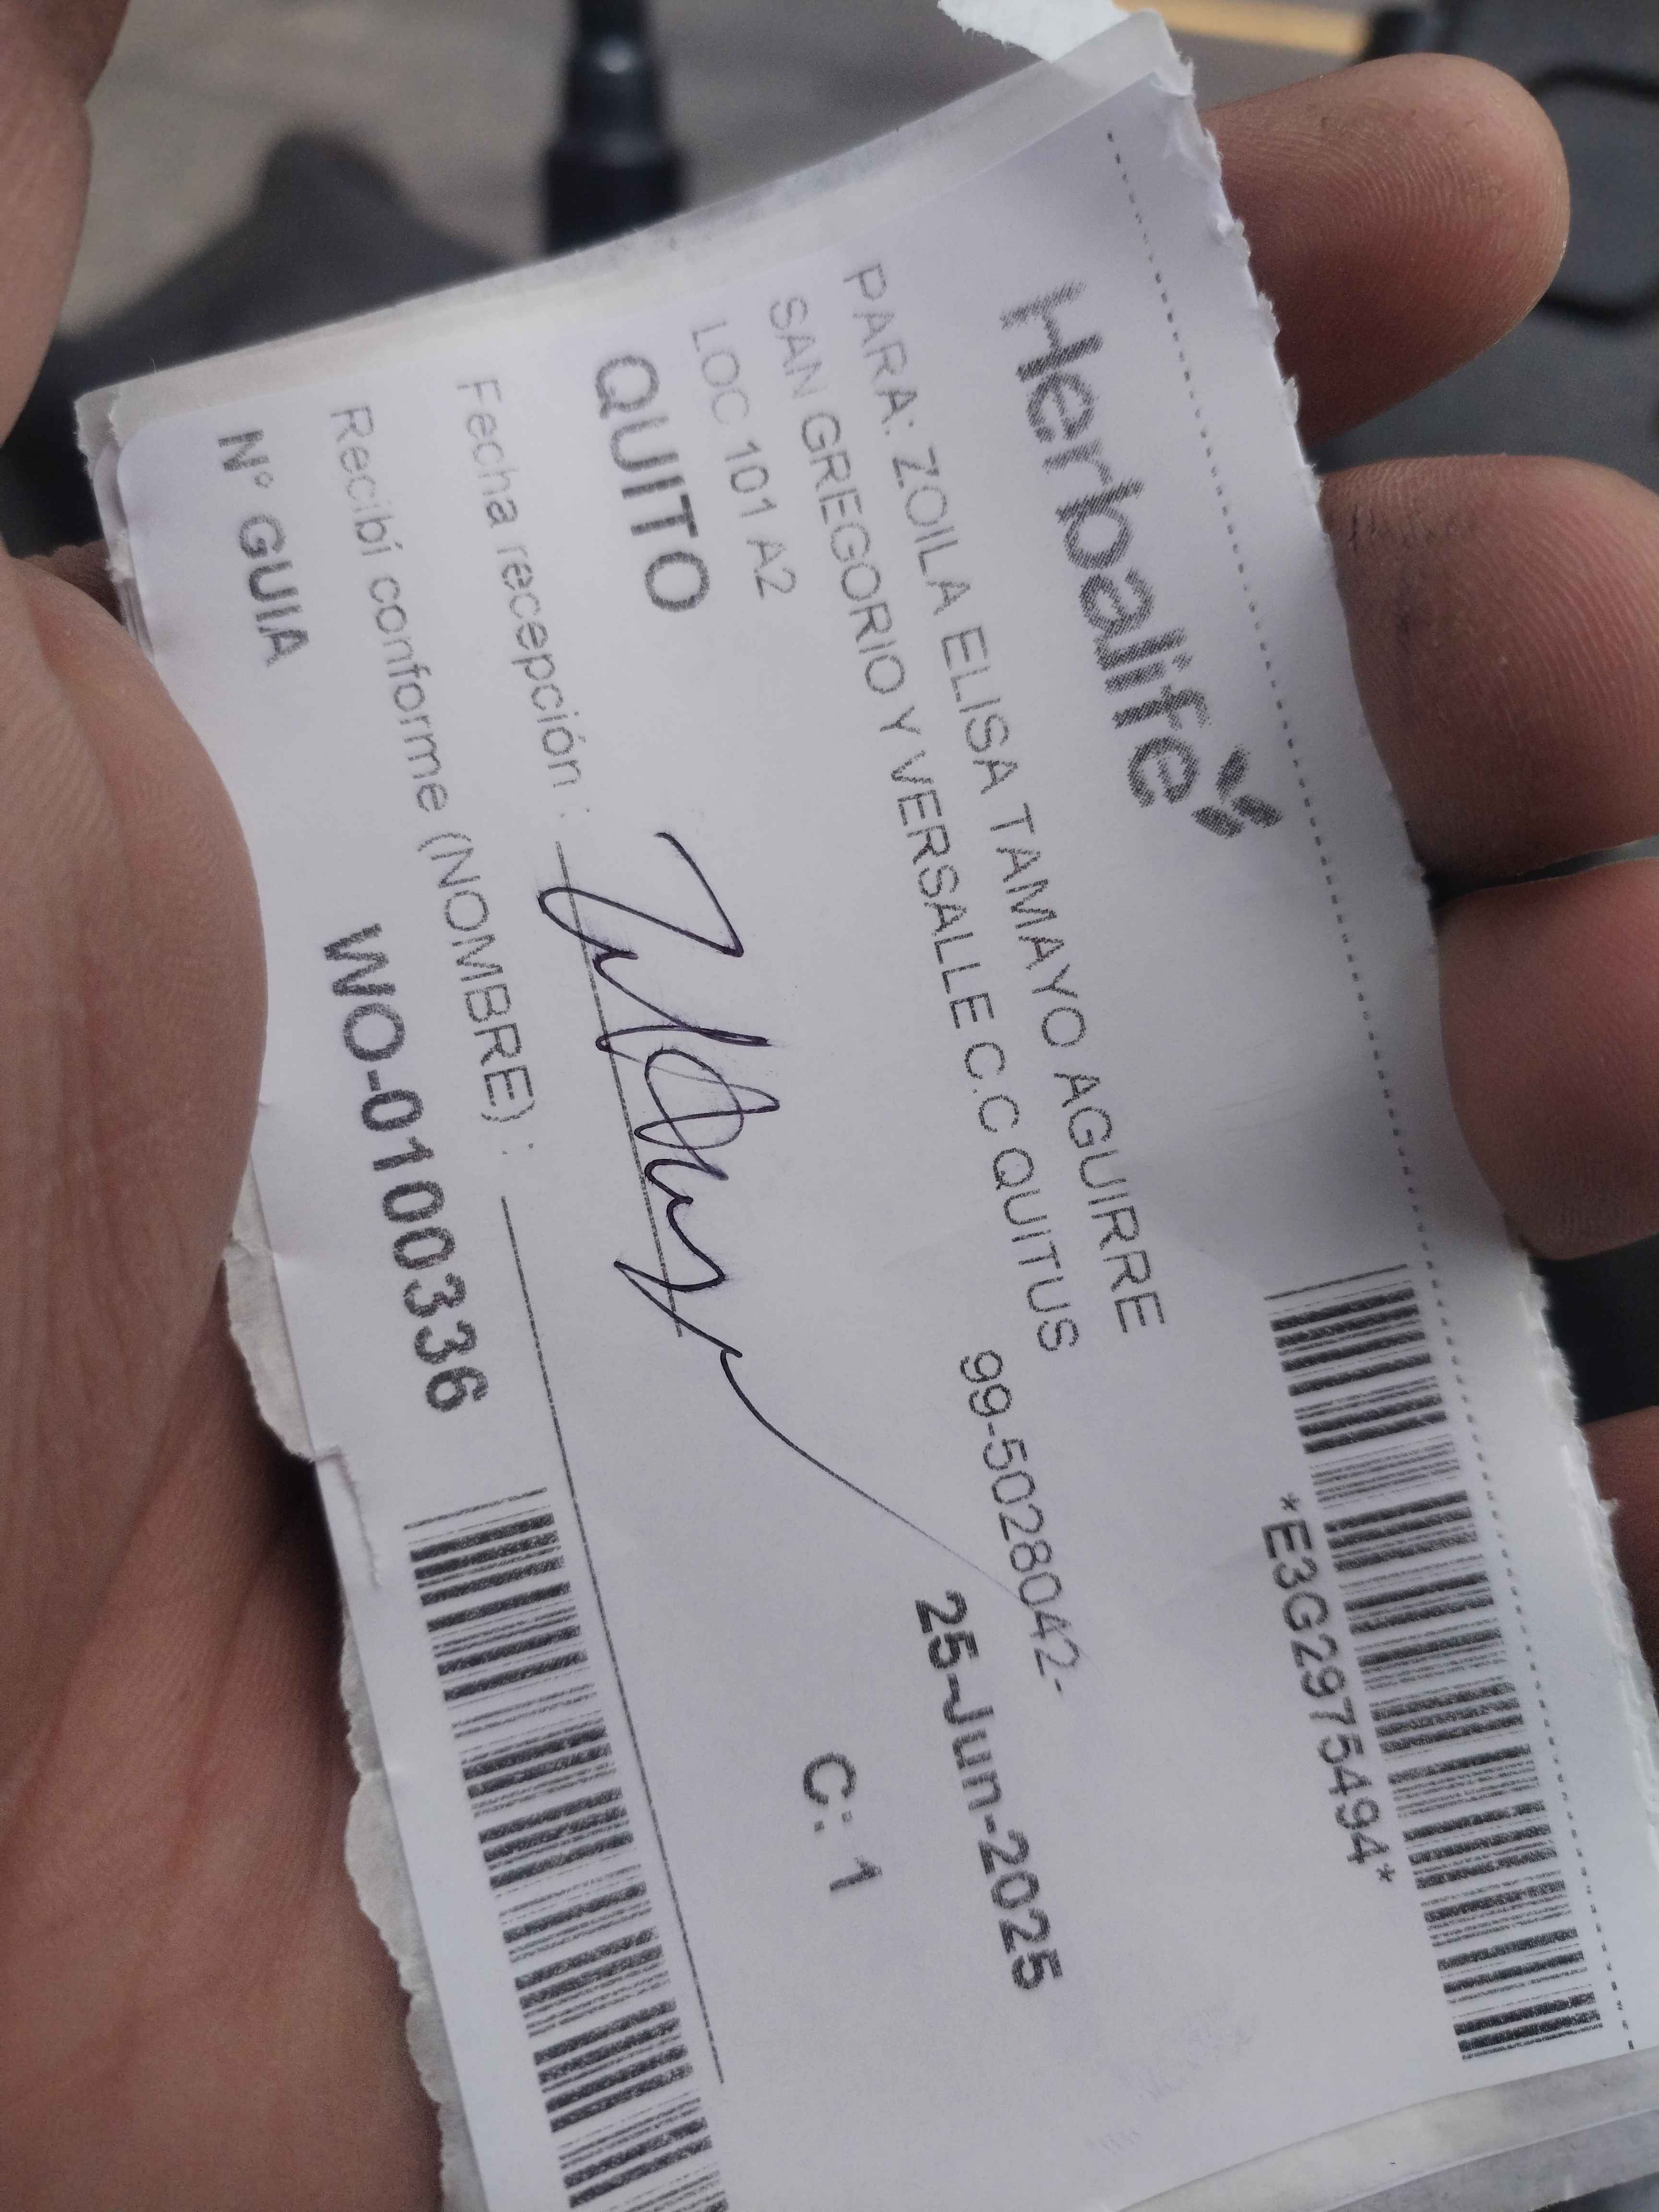 Herbalife
*E3G2975494*
PARA: ZOILA ELISA TAMAYO AGUIRRE
SAN GREGORIO Y VERSALLE C.C QUITUS
99-5028042-
LOC 101 A2
25-Jun-2025
QUITO
C: 1
Fecha recepción :
Recibí conforme (NOMBRE) :
N° GUIA WO-0100336